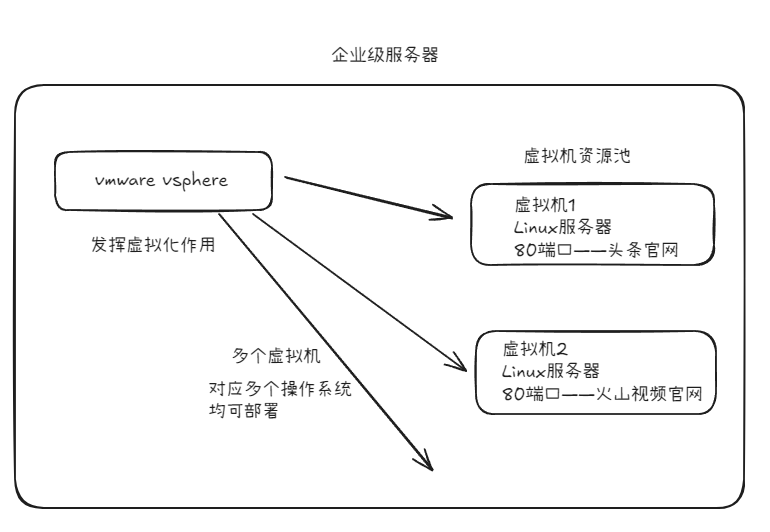 企业级服务器
vmware vsphere
发挥虚拟化作用
虚拟机资源池
虚拟机1
Linux服务器
80端口——头条官网
虚拟机2
Linux服务器
80端口——火山视频官网
多个虚拟机
对应多个操作系统
均可部署